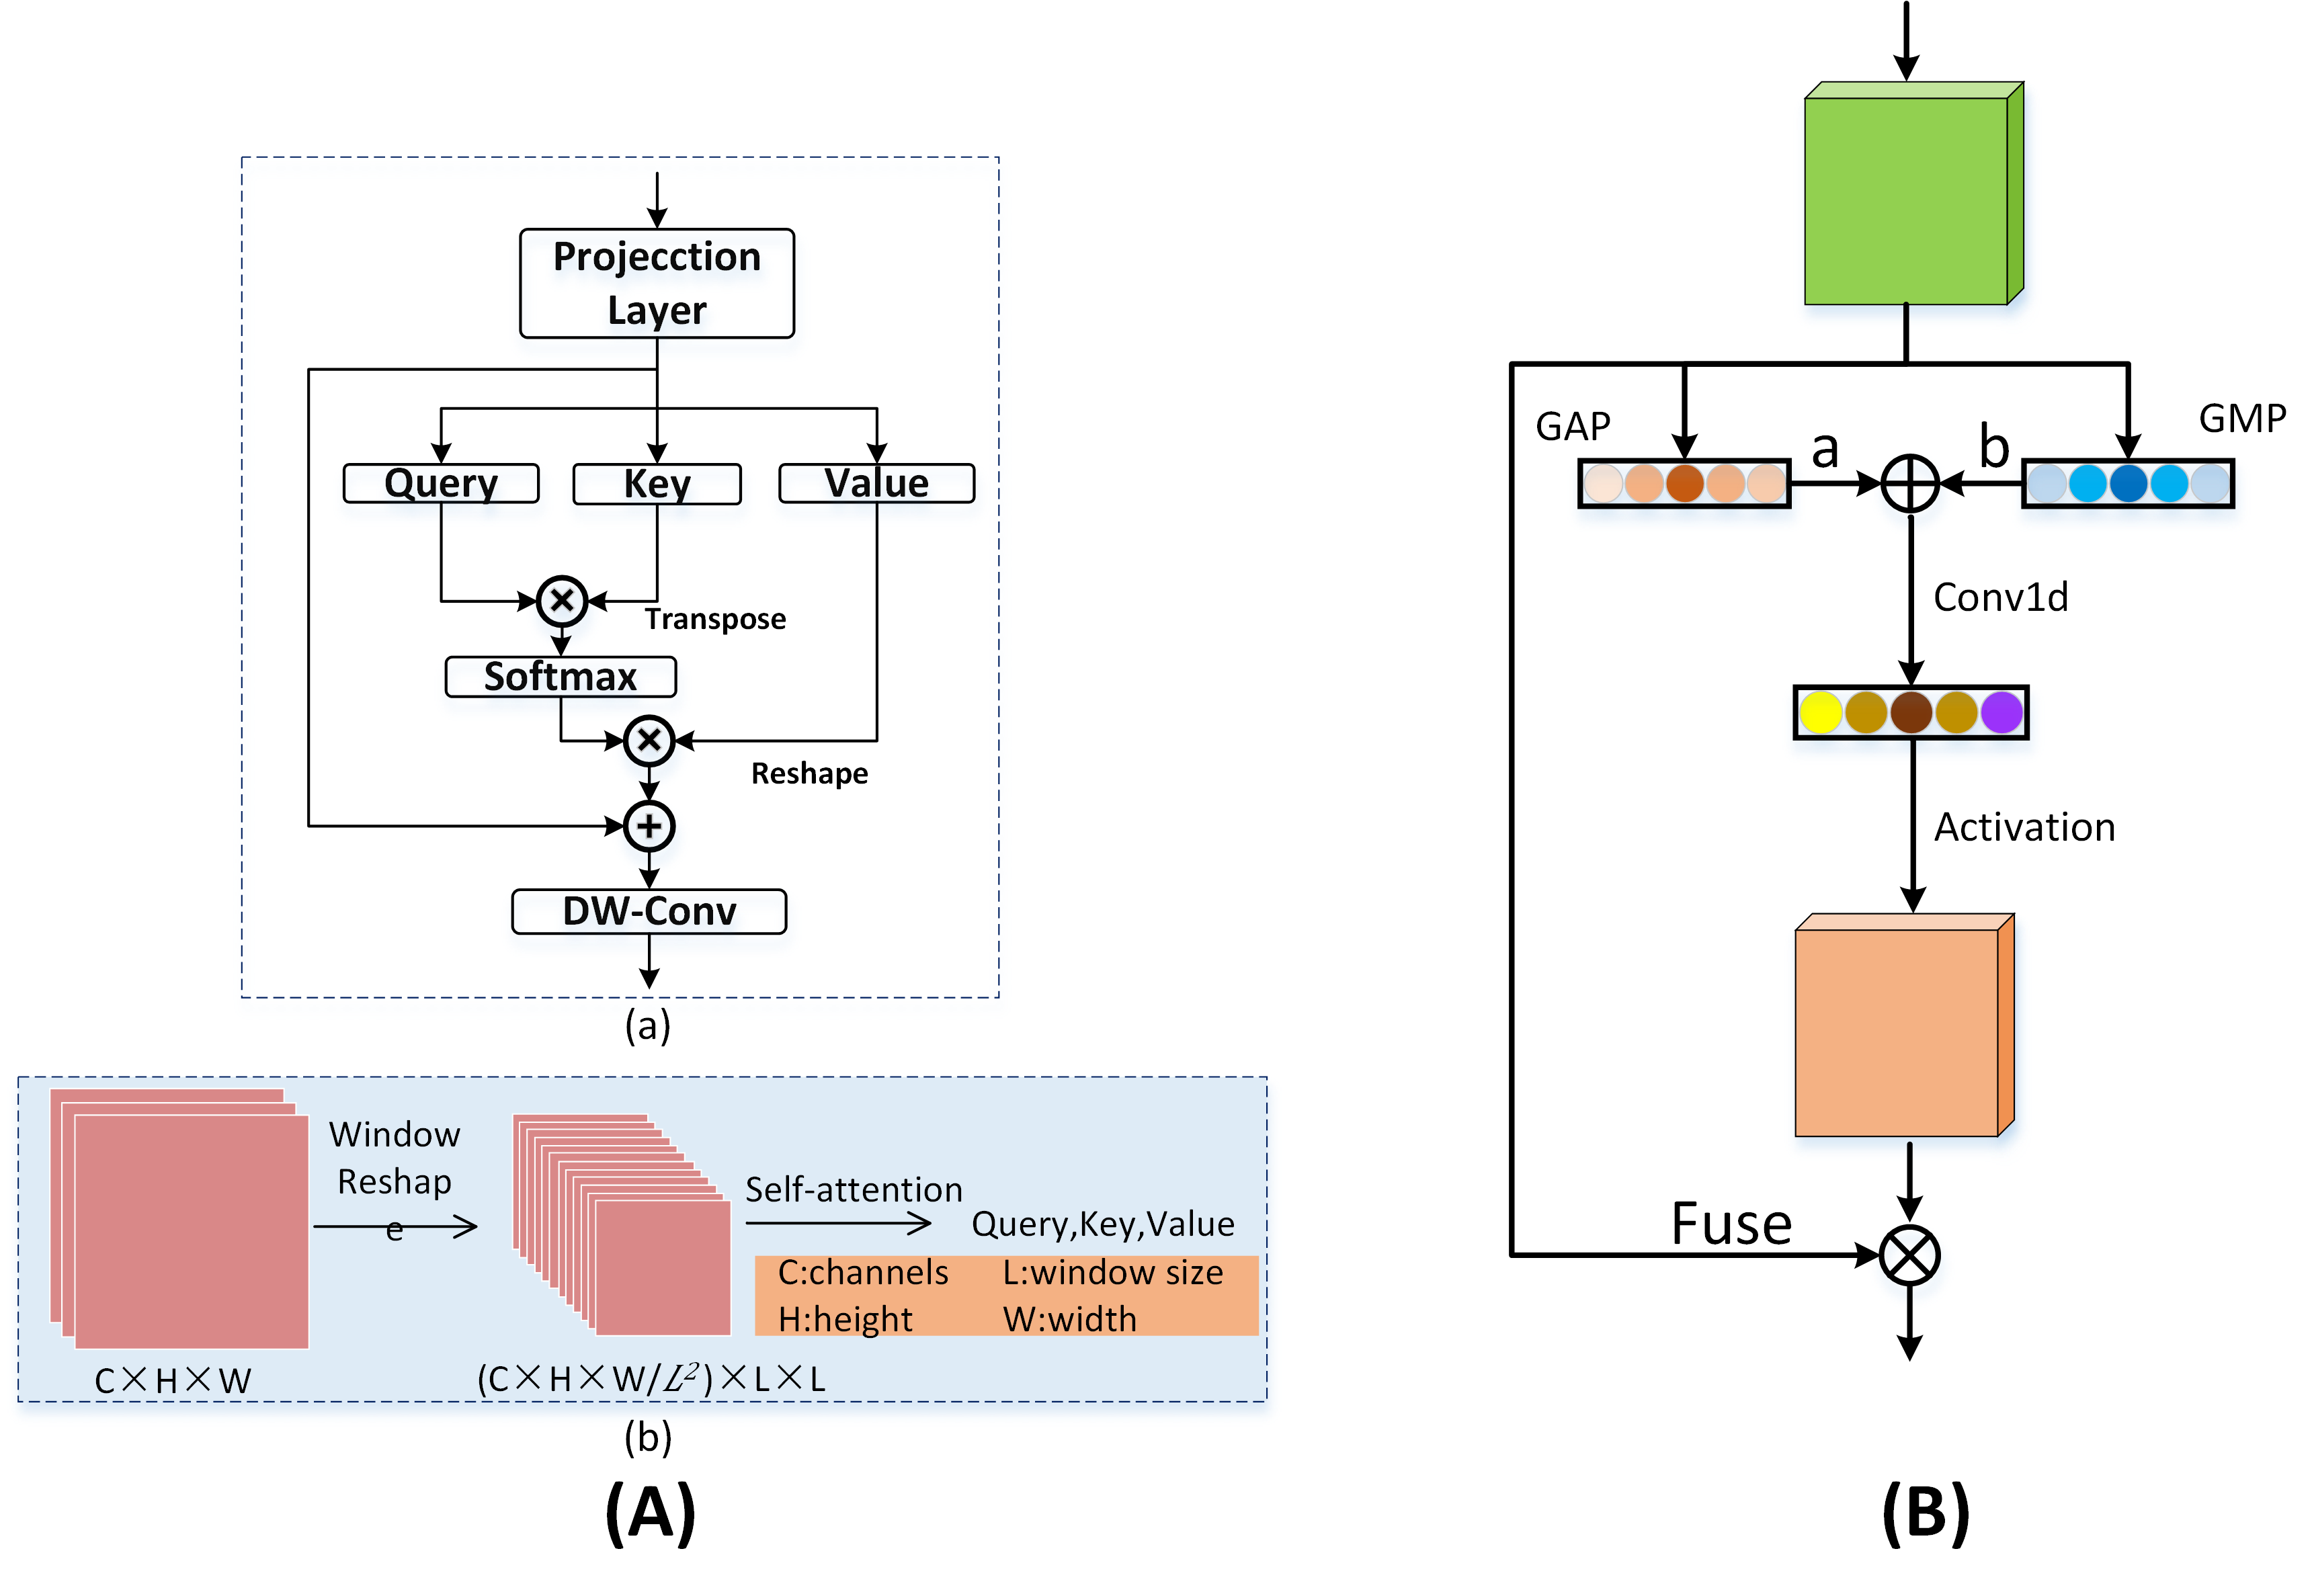 Projecction
Layer
Query
Key
Value
Transpose
Softmax
Reshape
DW-Conv
(a)
Window
Reshap
e
Self-attention
Query,Key,Value
C:channels
L:window size
H:height
W:width
C×H×W
(C×H×W/L²)×L×L
(b)
(A)
GAP
a
b
GMP
Conv1d
Activation
Fuse
(B)